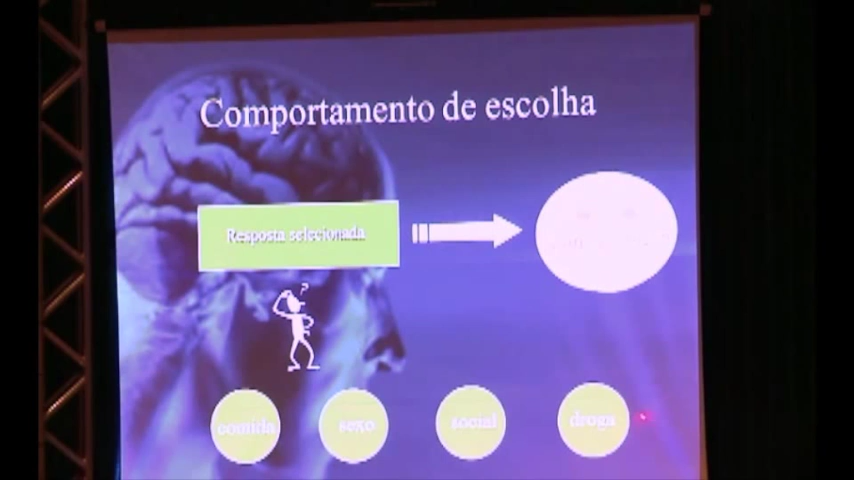 Comportamento de escolha
Resposta selecionada
?
comida
sexo
social
droga